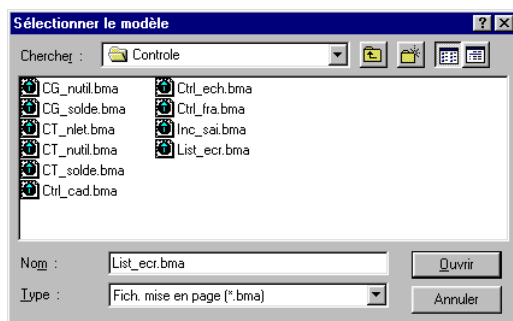 Sélectionner le modèle
Chercher : Controle
CG_nutil.bma
CG_solde.bma
CT_nlet.bma
CT_nutil.bma
CT_solde.bma
Ctrl_cad.bma
Ctrl_ech.bma
Ctrl_fra.bma
Inc_sai.bma
List_ecr.bma
Nom : List_ecr.bma
Ouvrir
Type : Fich. mise en page (*.bma)
Annuler